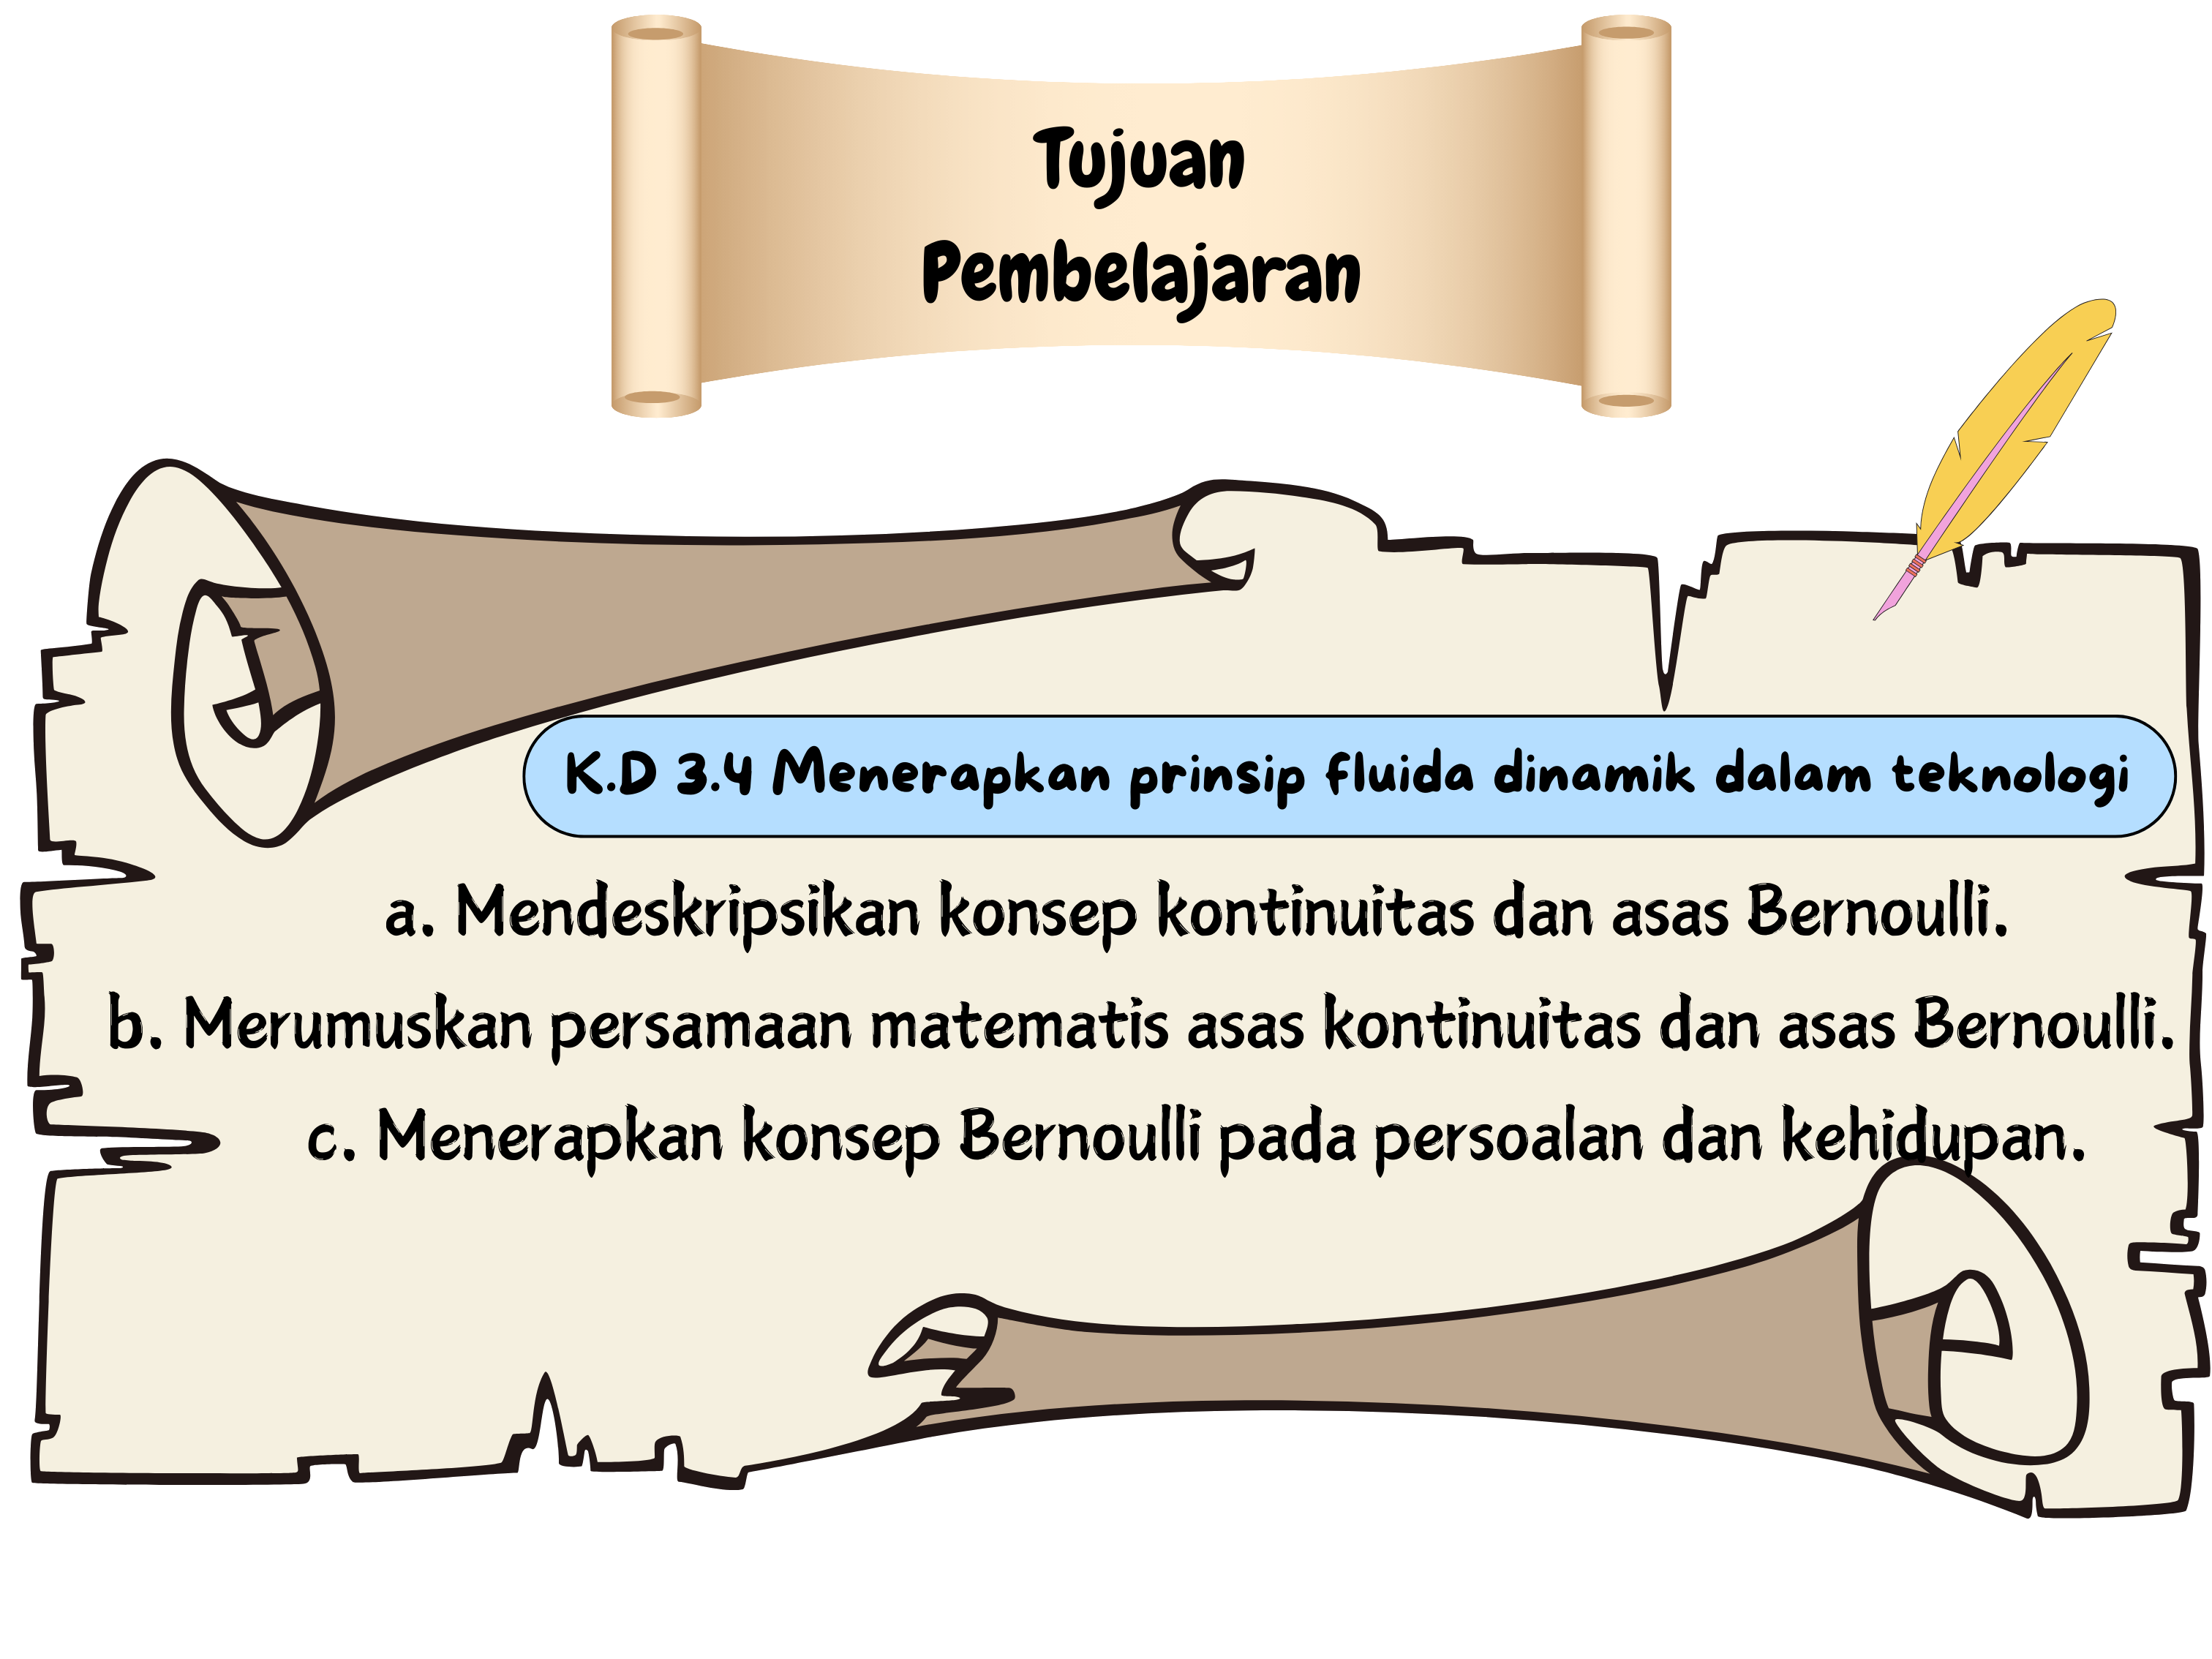 Tujuan
Pembelajaran
K.D 3.4 Menerapkan prinsip fluida dinamik dalam teknologi
a. Mendeskripsikan konsep kontinuitas dan asas Bernoulli.
b. Merumuskan persamaan matematis asas kontinuitas dan asas Bernoulli.
c. Menerapkan konsep Bernoulli pada persoalan dan kehidupan.